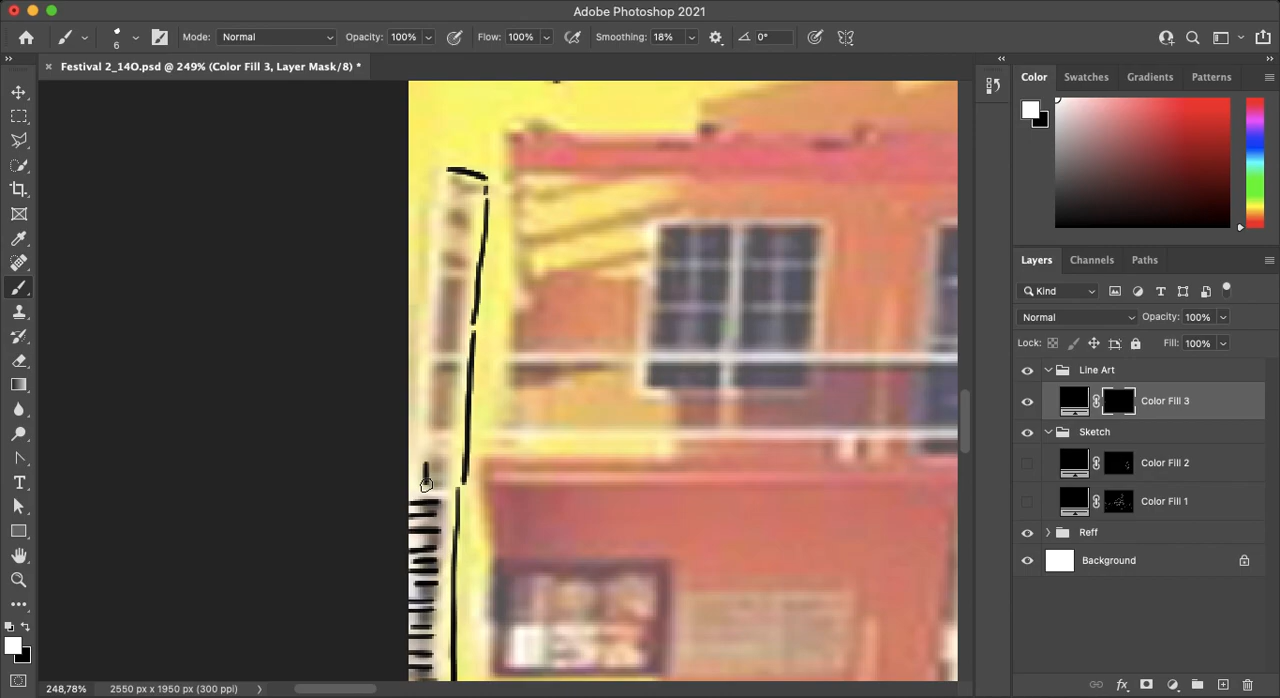 Adobe Photoshop 2021
6
Mode: Normal
Opacity: 100%
Flow: 100%
Smoothing: 18%
0°
Festival 2_14O.psd @ 249% (Color Fill 3, Layer Mask/8) *
Color Swatches Gradients Patterns
Layers Channels Paths
Kind
Normal Opacity: 100%
Lock: Fill: 100%
Line Art
Color Fill 3
Sketch
Color Fill 2
Color Fill 1
Reff
Background
248,78% 2550 px x 1950 px (300 ppi)
fx